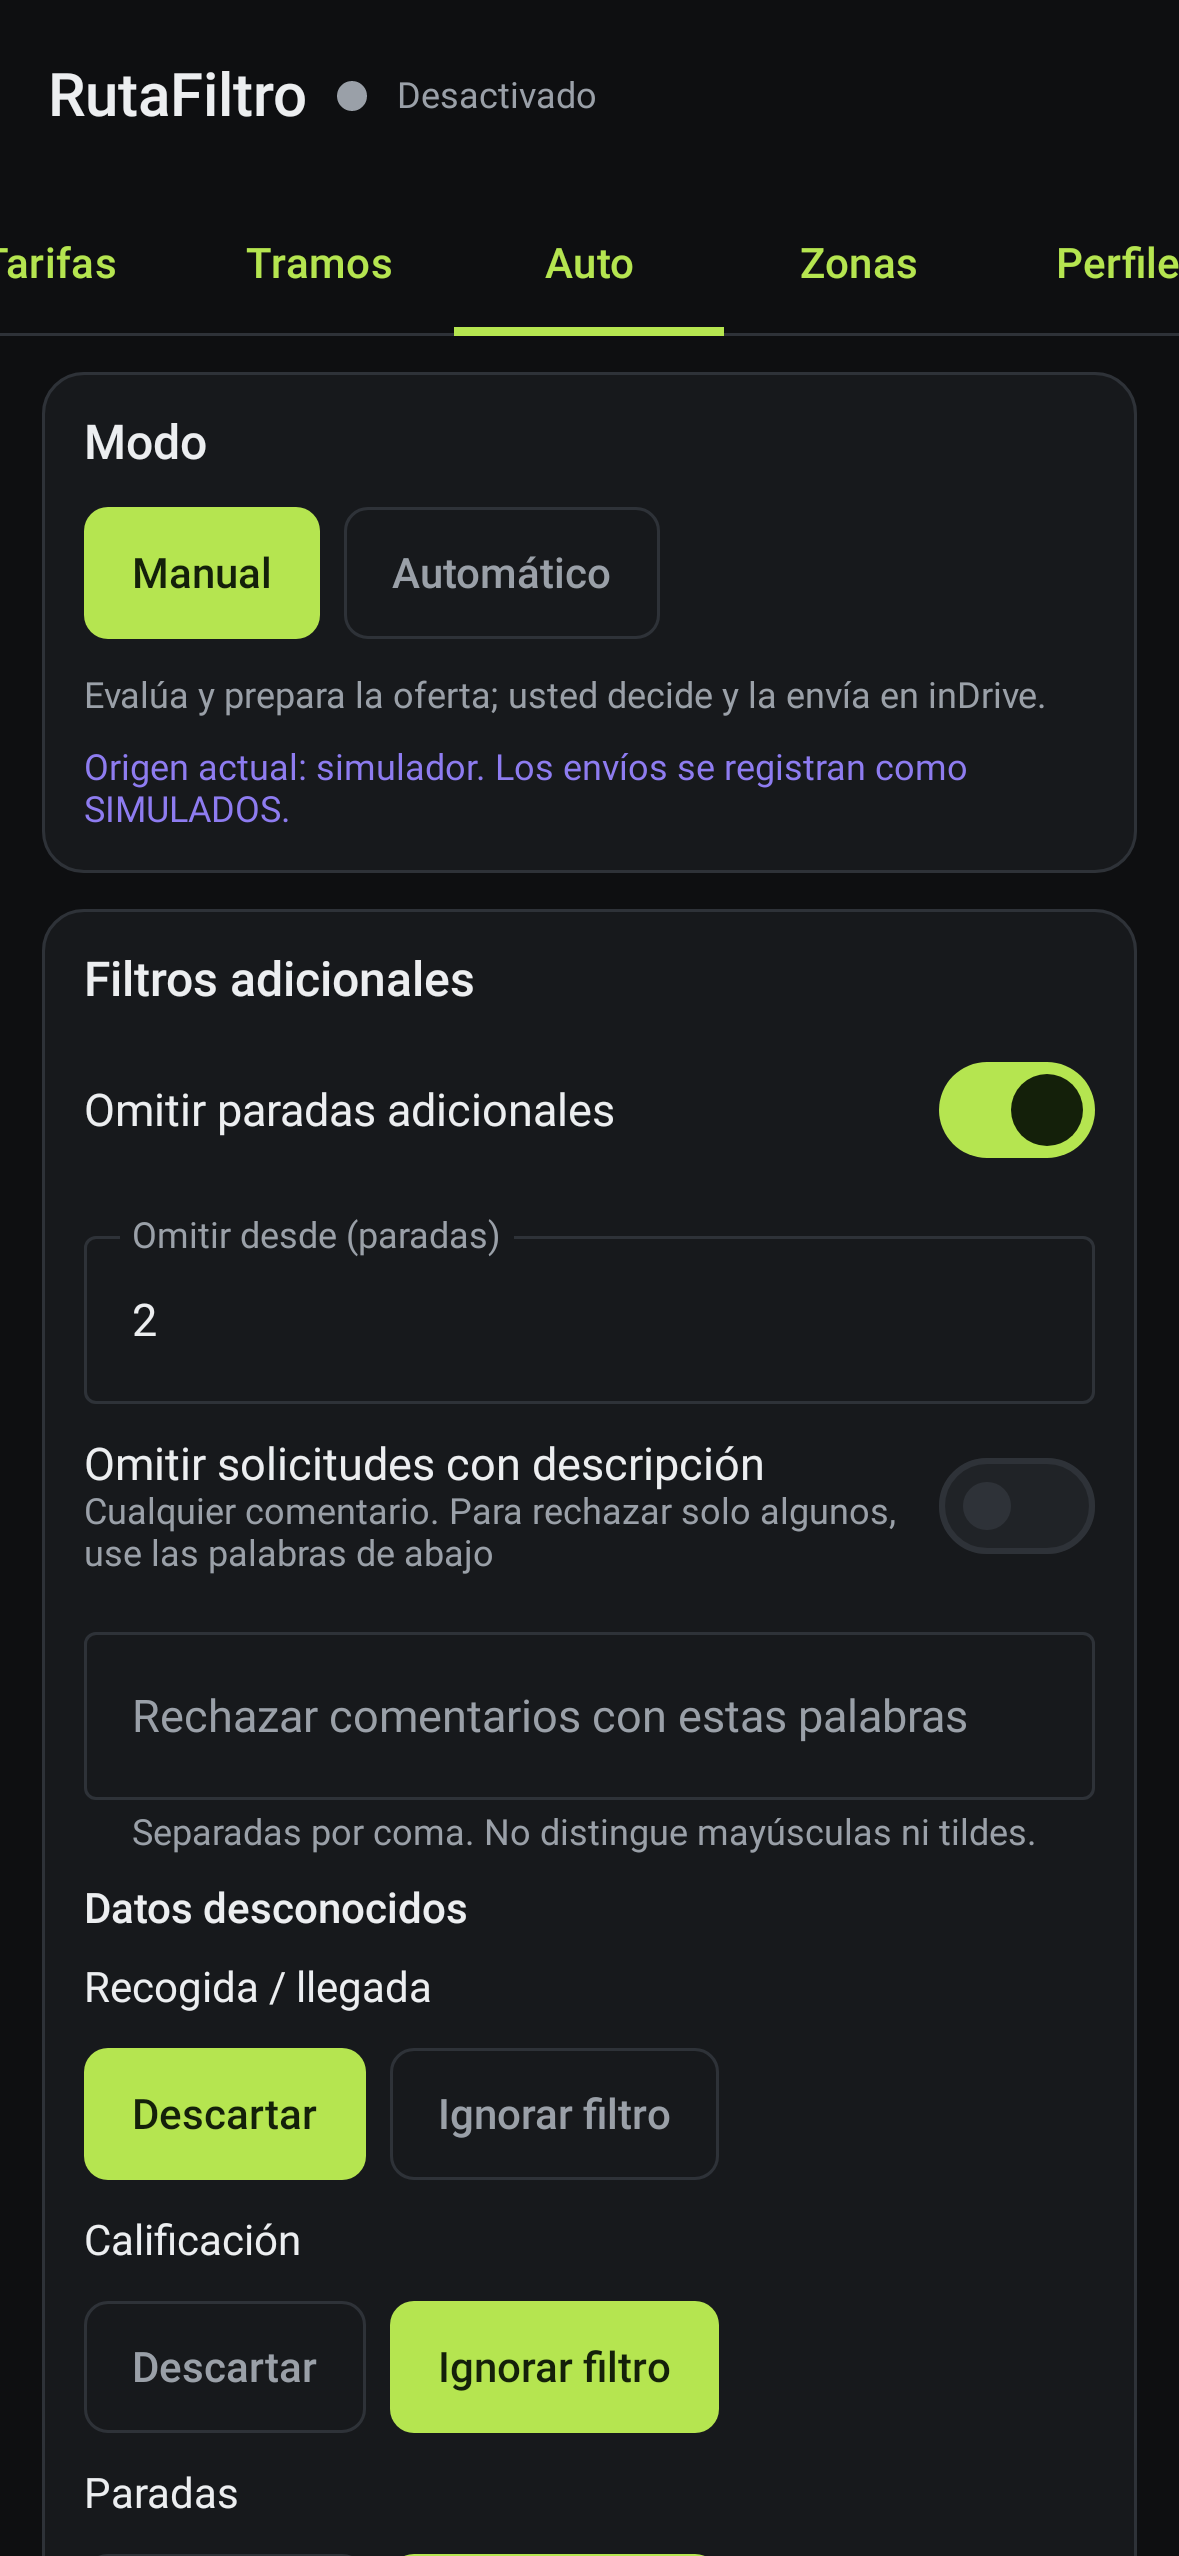 RutaFiltro
Desactivado
Tarifas
Tramos
Auto
Zonas
Perfile
Modo
Manual
Automático
Evalúa y prepara la oferta; usted decide y la envía en inDrive.
Origen actual: simulador. Los envíos se registran como
SIMULADOS.
Filtros adicionales
Omitir paradas adicionales
Omitir desde (paradas)
2
Omitir solicitudes con descripción
Cualquier comentario. Para rechazar solo algunos,
use las palabras de abajo
Rechazar comentarios con estas palabras
Separadas por coma. No distingue mayúsculas ni tildes.
Datos desconocidos
Recogida / llegada
Descartar
Ignorar filtro
Calificación
Descartar
Ignorar filtro
Paradas